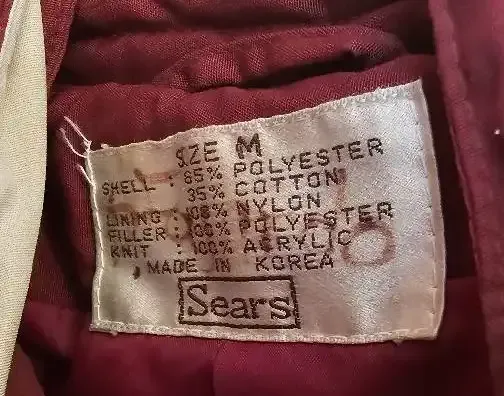 SIZE M
SHELL : 65% POLYESTER
35% COTTON
LINING : 100% NYLON
FILLER : 100% POLYESTER
KNIT : 100% ACRYLIC
MADE IN KOREA
Sears